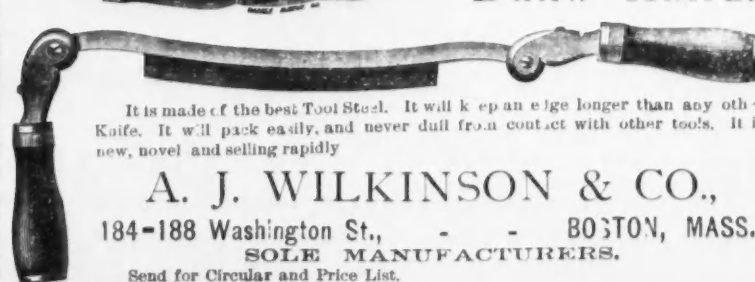 It is made of the best Tool Steel. It will keep an edge longer than any oth
Knife. It will pack easily, and never dull from contact with other tools. It i
new, novel and selling rapidly
A. J. WILKINSON & CO.,
184-188 Washington St., - - BOSTON, MASS.
SOLE MANUFACTURERS.
Send for Circular and Price List.